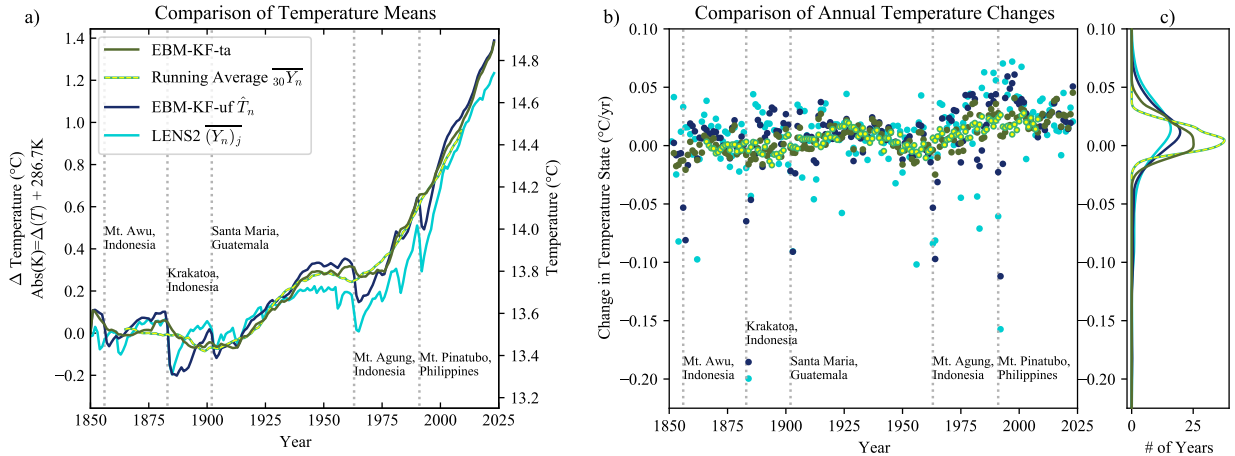 a)
Comparison of Temperature Means
1.4
1.2
1.0
0.8
0.6
0.4
0.2
0.0
−0.2
Δ Temperature (°C)
Abs(K)=Δ(T) + 286.7K
EBM-KF-ta
Running Average ₃₀Yₙ
EBM-KF-uf T̂ₙ
LENS2 (Yₙ)ⱼ
Mt. Awu,
Indonesia
Krakatoa,
Indonesia
Santa Maria,
Guatemala
Mt. Agung,
Indonesia
Mt. Pinatubo,
Philippines
14.8
14.6
14.4
14.2
14.0
13.8
13.6
13.4
13.2
Temperature (°C)
1850 1875 1900 1925 1950 1975 2000 2025
Year
b)
Comparison of Annual Temperature Changes
0.10
0.05
0.00
−0.05
−0.10
−0.15
−0.20
Change in Temperature State (°C/yr)
Krakatoa,
Indonesia
Mt. Awu,
Indonesia
Santa Maria,
Guatemala
Mt. Agung,
Indonesia
Mt. Pinatubo,
Philippines
1850 1875 1900 1925 1950 1975 2000 2025
Year
c)
0.10
0.05
0.00
−0.05
−0.10
−0.15
−0.20
0 20
# of Years